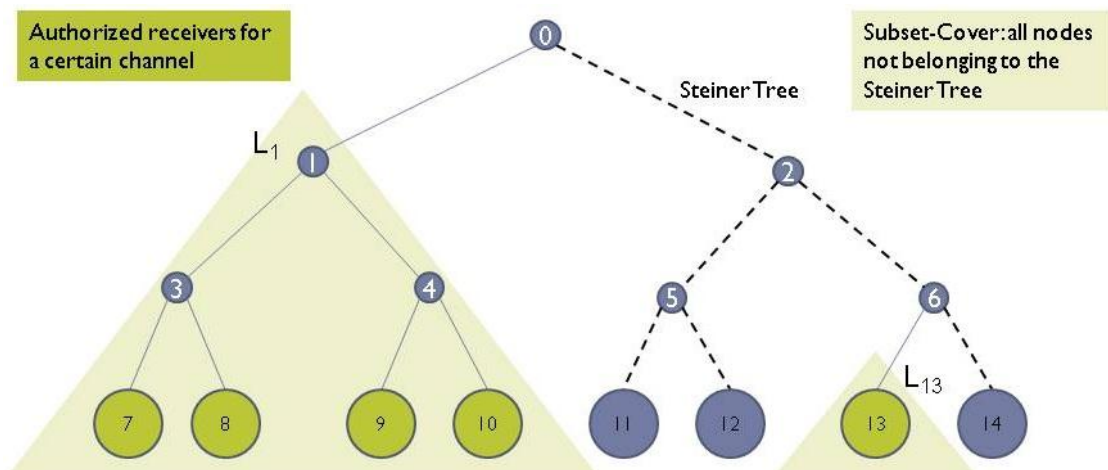 Authorized receivers for
a certain channel
0
Subset-Cover: all nodes
not belonging to the
Steiner Tree
Steiner Tree
L1
1
2
3
4
5
6
L13
7
8
9
10
11
12
13
14